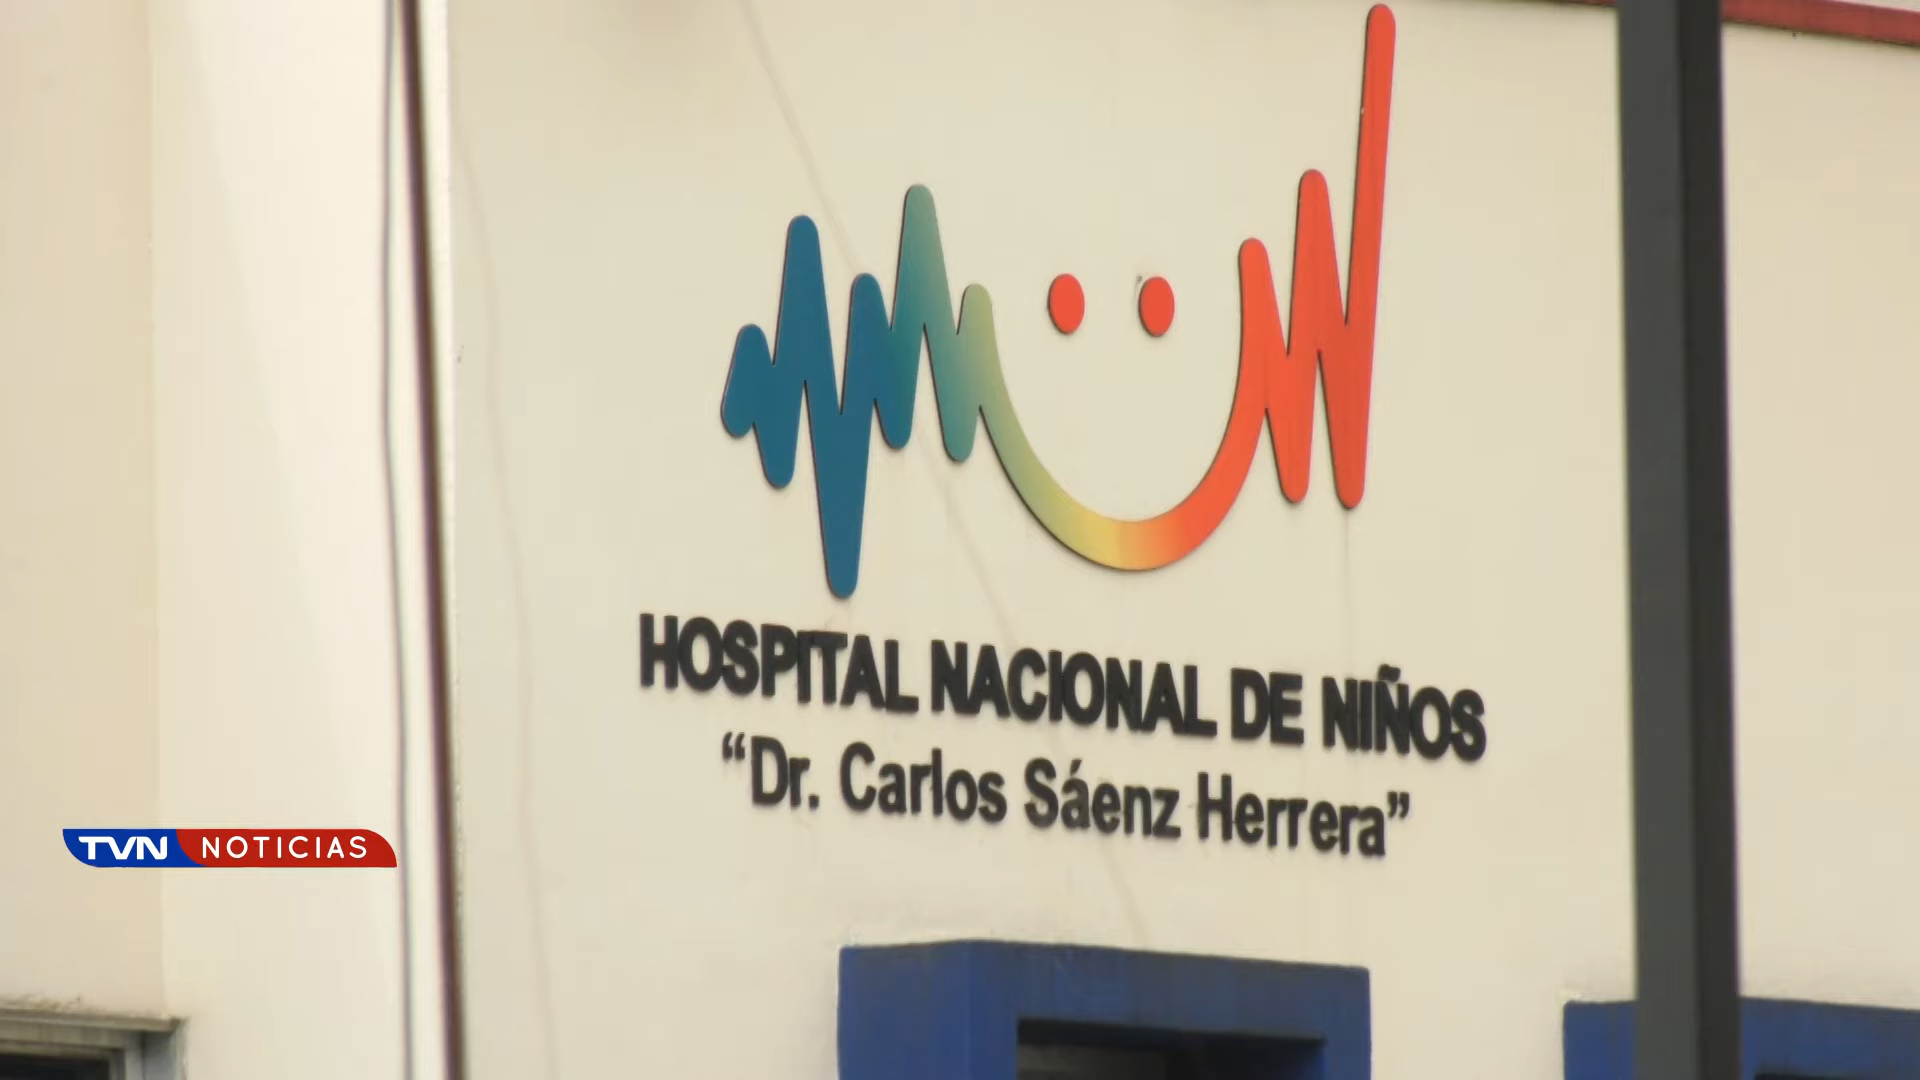 HOSPITAL NACIONAL DE NIÑOS
“Dr. Carlos Sáenz Herrera”
TVN NOTICIAS